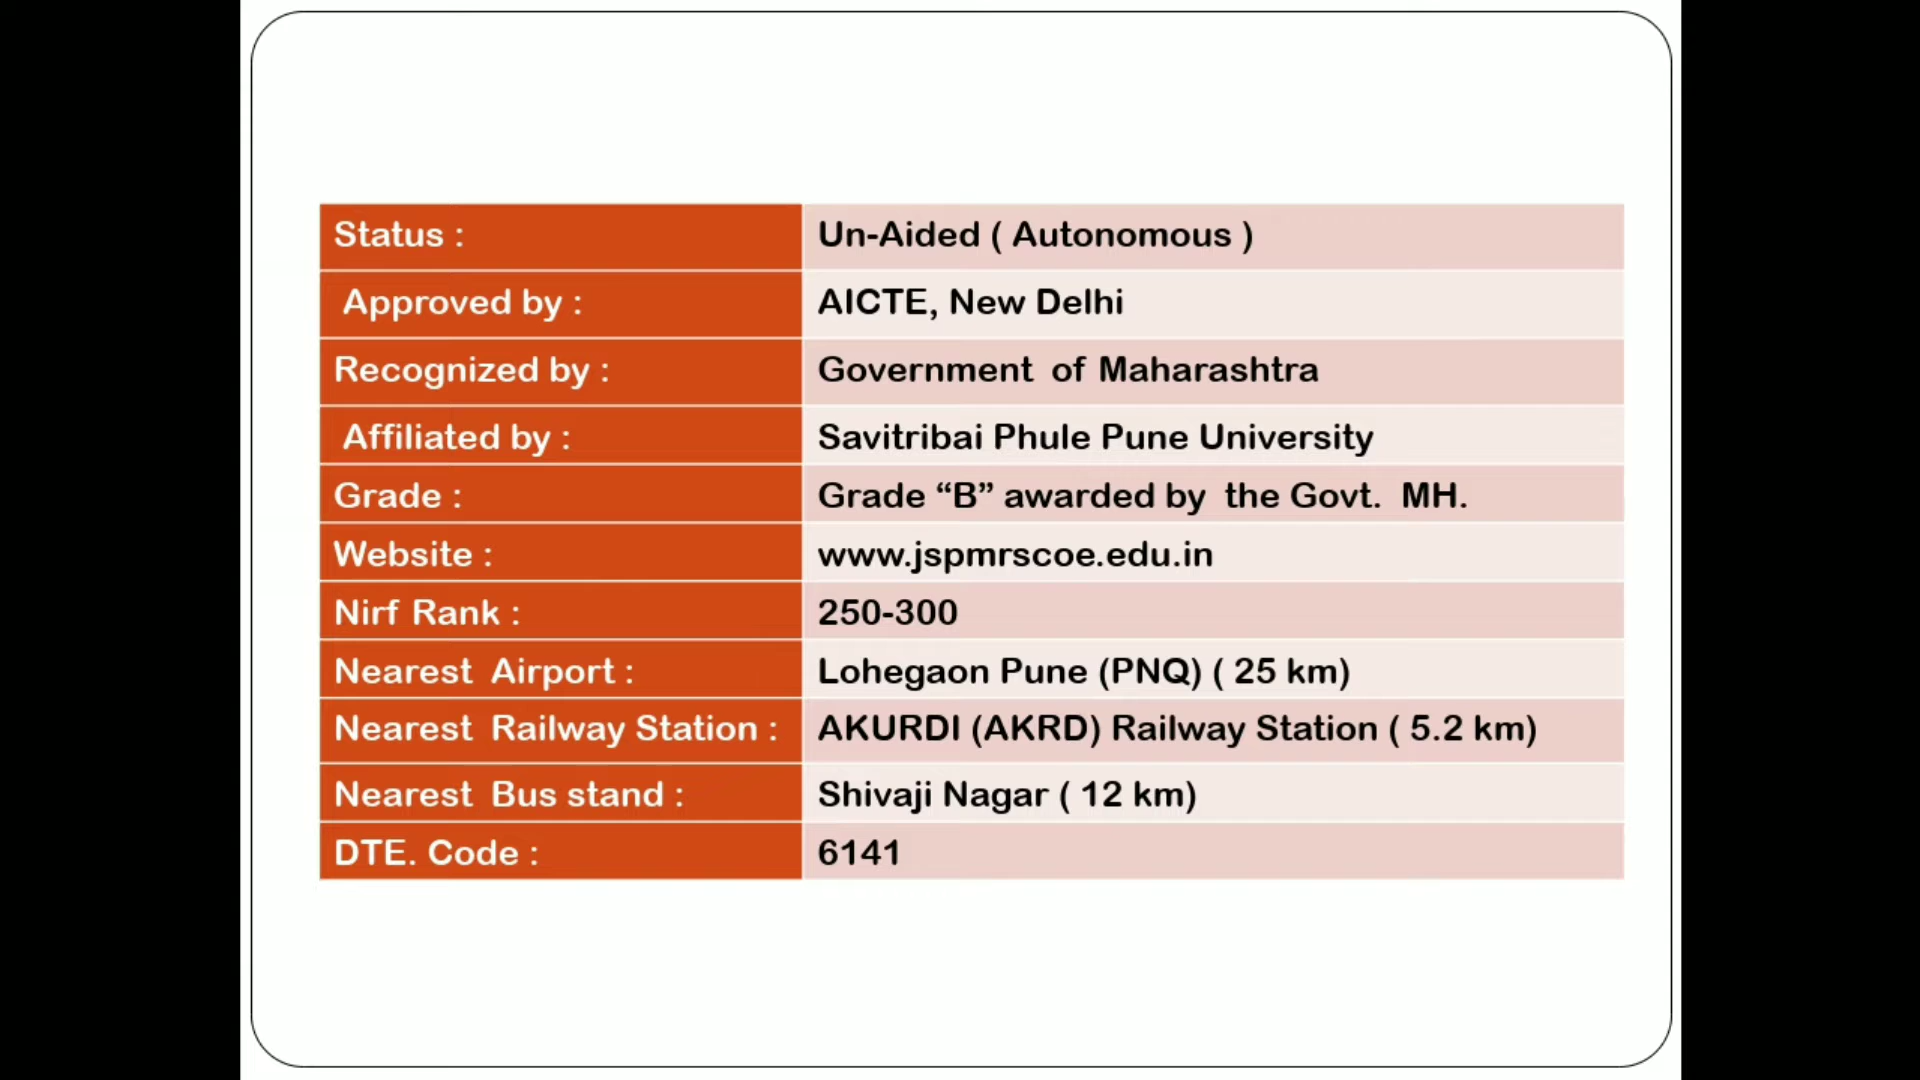 Status : Un-Aided ( Autonomous )
Approved by : AICTE, New Delhi
Recognized by : Government of Maharashtra
Affiliated by : Savitribai Phule Pune University
Grade : Grade “B” awarded by the Govt. MH.
Website : www.jspmrscoe.edu.in
Nirf Rank : 250-300
Nearest Airport : Lohegaon Pune (PNQ) ( 25 km)
Nearest Railway Station : AKURDI (AKRD) Railway Station ( 5.2 km)
Nearest Bus stand : Shivaji Nagar ( 12 km)
DTE. Code : 6141